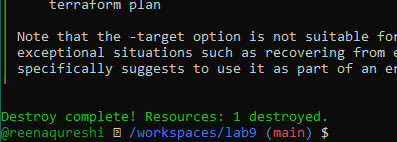 terraform plan
Note that the -target option is not suitable for
exceptional situations such as recovering from e
specifically suggests to use it as part of an er
Destroy complete! Resources: 1 destroyed.
@reenaqureshi /workspaces/lab9 (main) $